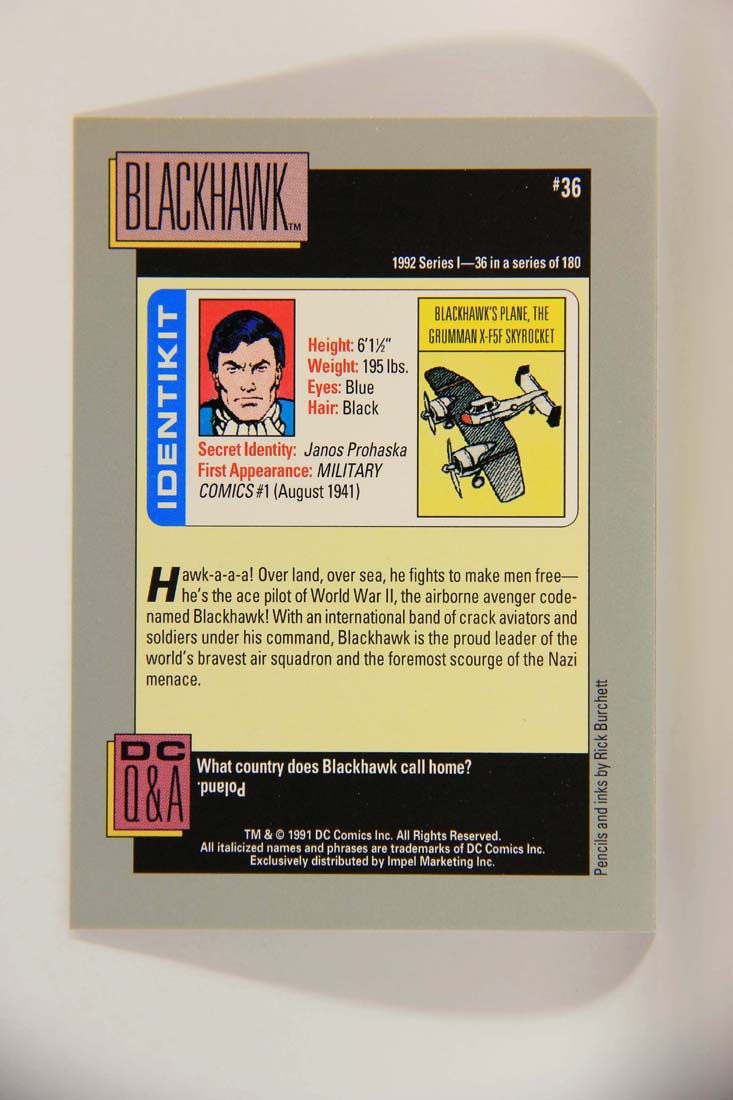 BLACKHAWK™
#36
1992 Series I—36 in a series of 180
IDENTIKIT
Height: 6'1½"
Weight: 195 lbs.
Eyes: Blue
Hair: Black
Secret Identity: Janos Prohaska
First Appearance: MILITARY
COMICS #1 (August 1941)
BLACKHAWK'S PLANE, THE
GRUMMAN X-F5F SKYROCKET
Hawk-a-a-a! Over land, over sea, he fights to make men free—
he's the ace pilot of World War II, the airborne avenger code-
named Blackhawk! With an international band of crack aviators and
soldiers under his command, Blackhawk is the proud leader of the
world's bravest air squadron and the foremost scourge of the Nazi
menace.
Pencils and inks by Rick Burchett
DC
Q&A
What country does Blackhawk call home?
Poland.
TM & © 1991 DC Comics Inc. All Rights Reserved.
All italicized names and phrases are trademarks of DC Comics Inc.
Exclusively distributed by Impel Marketing Inc.